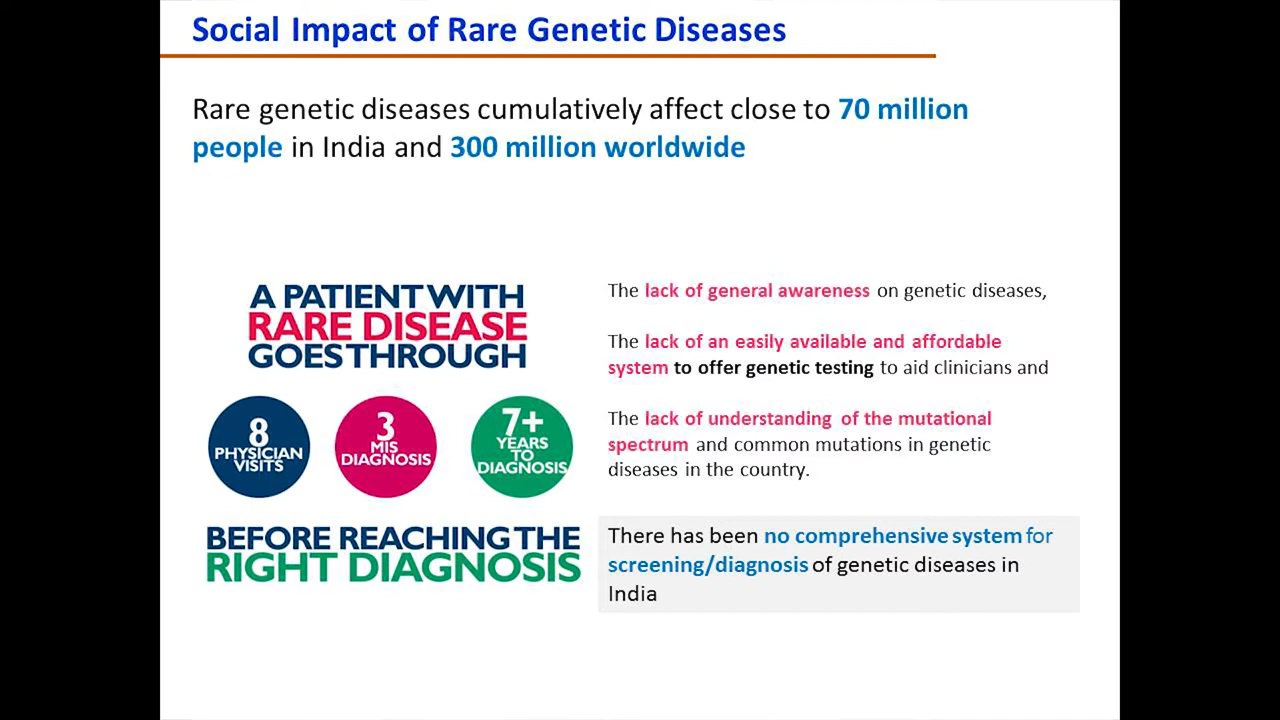 Social Impact of Rare Genetic Diseases
Rare genetic diseases cumulatively affect close to 70 million
people in India and 300 million worldwide
A PATIENT WITH
RARE DISEASE
GOES THROUGH
8
PHYSICIAN
VISITS
3
MIS
DIAGNOSIS
7+
YEARS
TO
DIAGNOSIS
BEFORE REACHING THE
RIGHT DIAGNOSIS
The lack of general awareness on genetic diseases,
The lack of an easily available and affordable
system to offer genetic testing to aid clinicians and
The lack of understanding of the mutational
spectrum and common mutations in genetic
diseases in the country.
There has been no comprehensive system for
screening/diagnosis of genetic diseases in
India